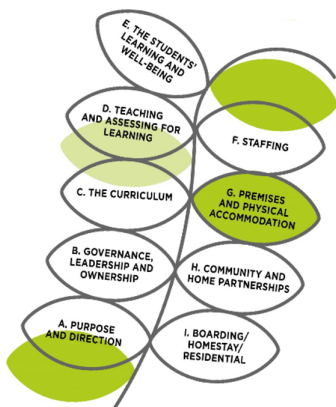 E. THE STUDENTS'
LEARNING AND
WELL-BEING
D. TEACHING
AND ASSESSING FOR
LEARNING
F. STAFFING
C. THE CURRICULUM
G. PREMISES
AND PHYSICAL
ACCOMMODATION
B. GOVERNANCE,
LEADERSHIP AND
OWNERSHIP
H. COMMUNITY AND
HOME PARTNERSHIPS
A. PURPOSE
AND DIRECTION
I. BOARDING/
HOMESTAY/
RESIDENTIAL